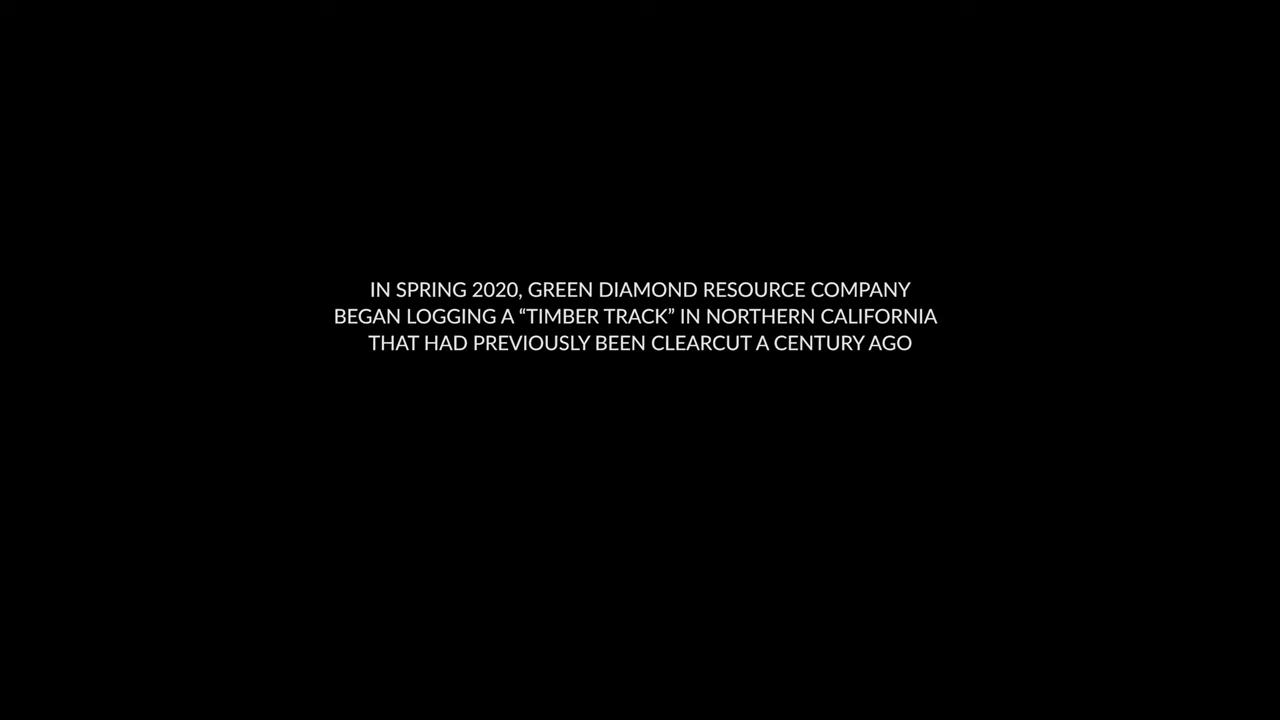 IN SPRING 2020, GREEN DIAMOND RESOURCE COMPANY
BEGAN LOGGING A “TIMBER TRACK” IN NORTHERN CALIFORNIA
THAT HAD PREVIOUSLY BEEN CLEARCUT A CENTURY AGO